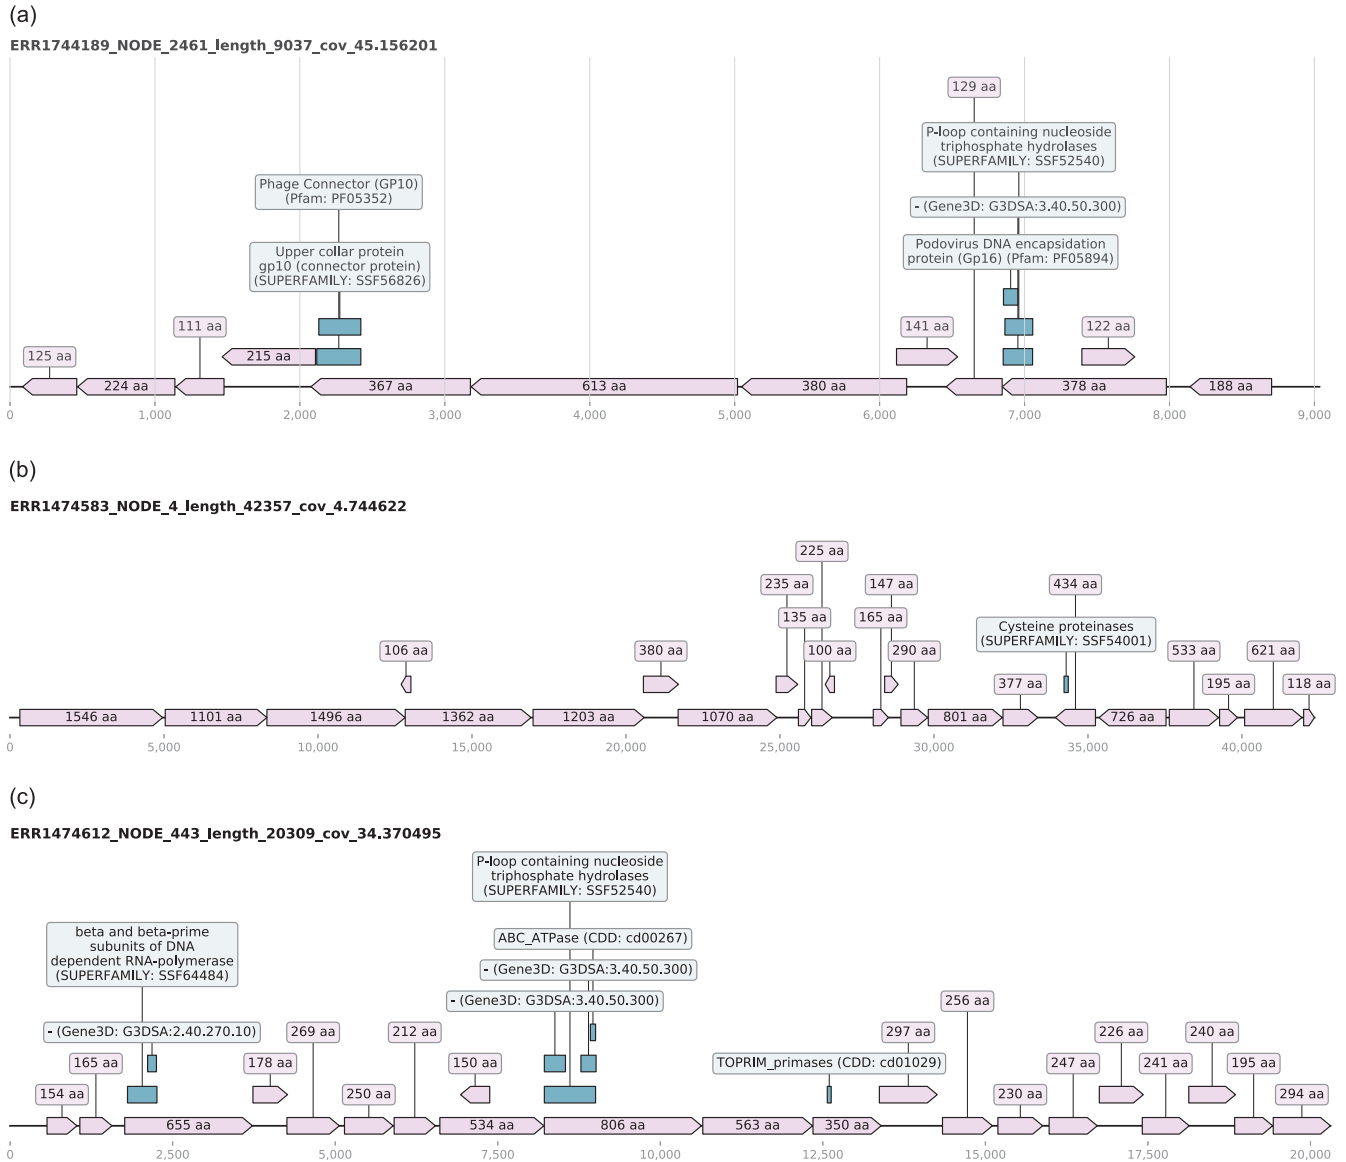 (a)
ERR1744189_NODE_2461_length_9037_cov_45.156201
129 aa
P-loop containing nucleoside
triphosphate hydrolases
(SUPERFAMILY: SSF52540)
Phage Connector (GP10)
(Pfam: PF05352)
- (Gene3D: G3DSA:3.40.50.300)
Upper collar protein
gp10 (connector protein)
(SUPERFAMILY: SSF56826)
Podovirus DNA encapsidation
protein (Gp16) (Pfam: PF05894)
111 aa
141 aa
122 aa
125 aa
215 aa
224 aa
367 aa
613 aa
380 aa
378 aa
188 aa
0 1,000 2,000 3,000 4,000 5,000 6,000 7,000 8,000 9,000
(b)
ERR1474583_NODE_4_length_42357_cov_4.744622
225 aa
235 aa
147 aa
434 aa
135 aa
165 aa
Cysteine proteinases
(SUPERFAMILY: SSF54001)
106 aa
380 aa
100 aa
290 aa
533 aa
621 aa
377 aa
195 aa
118 aa
1546 aa
1101 aa
1496 aa
1362 aa
1203 aa
1070 aa
801 aa
726 aa
0 5,000 10,000 15,000 20,000 25,000 30,000 35,000 40,000
(c)
ERR1474612_NODE_443_length_20309_cov_34.370495
P-loop containing nucleoside
triphosphate hydrolases
(SUPERFAMILY: SSF52540)
beta and beta-prime
subunits of DNA
dependent RNA-polymerase
(SUPERFAMILY: SSF64484)
ABC_ATPase (CDD: cd00267)
- (Gene3D: G3DSA:3.40.50.300)
- (Gene3D: G3DSA:3.40.50.300)
256 aa
- (Gene3D: G3DSA:2.40.270.10)
269 aa
212 aa
297 aa
226 aa
240 aa
165 aa
178 aa
150 aa
TOPRIM_primases (CDD: cd01029)
247 aa
241 aa
195 aa
154 aa
250 aa
230 aa
294 aa
655 aa
534 aa
806 aa
563 aa
350 aa
0 2,500 5,000 7,500 10,000 12,500 15,000 17,500 20,000